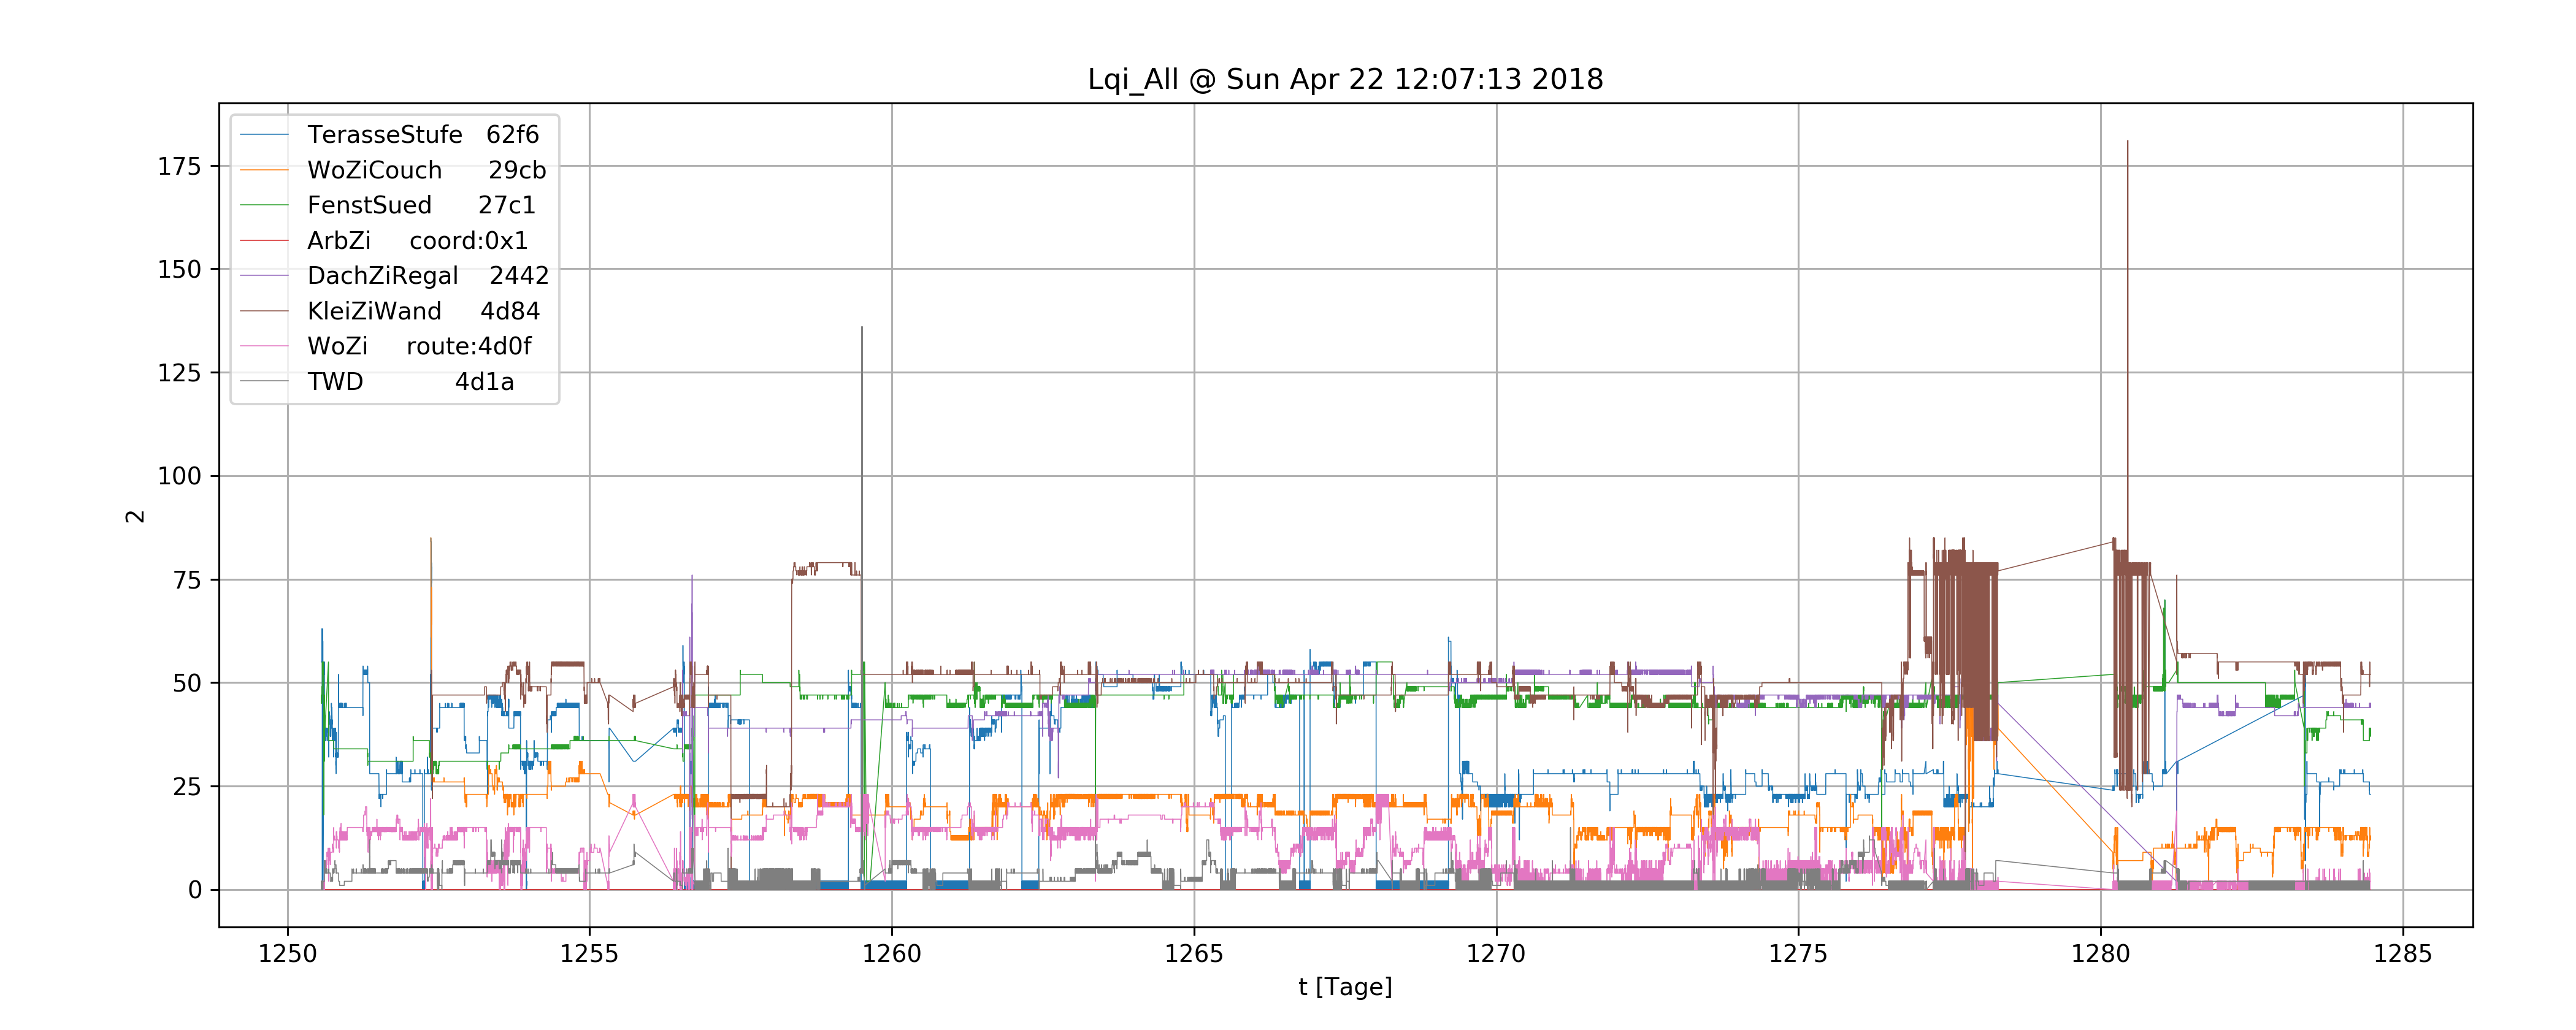 Lqi_All @ Sun Apr 22 12:07:13 2018
TerasseStufe 62f6
WoZiCouch 29cb
FenstSued 27c1
ArbZi coord:0x1
DachZiRegal 2442
KleiZiWand 4d84
WoZi route:4d0f
TWD 4d1a
175
150
125
100
75
50
25
0
2
1250 1255 1260 1265 1270 1275 1280 1285
t [Tage]